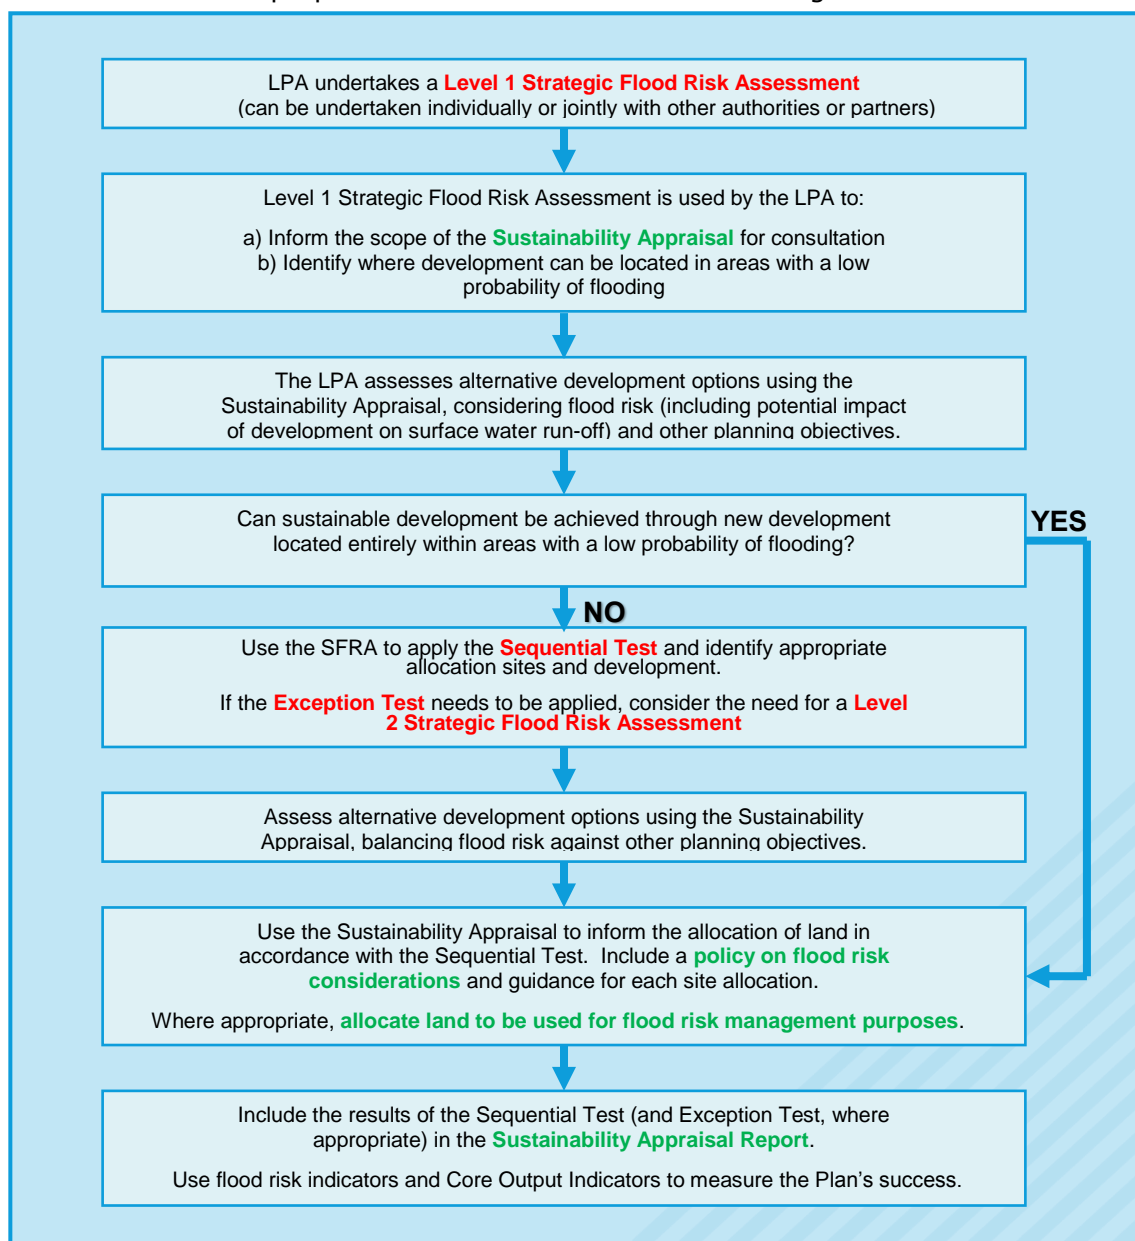 LPA undertakes a Level 1 Strategic Flood Risk Assessment
(can be undertaken individually or jointly with other authorities or partners)
Level 1 Strategic Flood Risk Assessment is used by the LPA to:
a) Inform the scope of the Sustainability Appraisal for consultation
b) Identify where development can be located in areas with a low
probability of flooding
The LPA assesses alternative development options using the
Sustainability Appraisal, considering flood risk (including potential impact
of development on surface water run-off) and other planning objectives.
Can sustainable development be achieved through new development
located entirely within areas with a low probability of flooding?
YES
NO
Use the SFRA to apply the Sequential Test and identify appropriate
allocation sites and development.
If the Exception Test needs to be applied, consider the need for a Level
2 Strategic Flood Risk Assessment
Assess alternative development options using the Sustainability
Appraisal, balancing flood risk against other planning objectives.
Use the Sustainability Appraisal to inform the allocation of land in
accordance with the Sequential Test.  Include a policy on flood risk
considerations and guidance for each site allocation.
Where appropriate, allocate land to be used for flood risk management purposes.
Include the results of the Sequential Test (and Exception Test, where
appropriate) in the Sustainability Appraisal Report.
Use flood risk indicators and Core Output Indicators to measure the Plan's success.